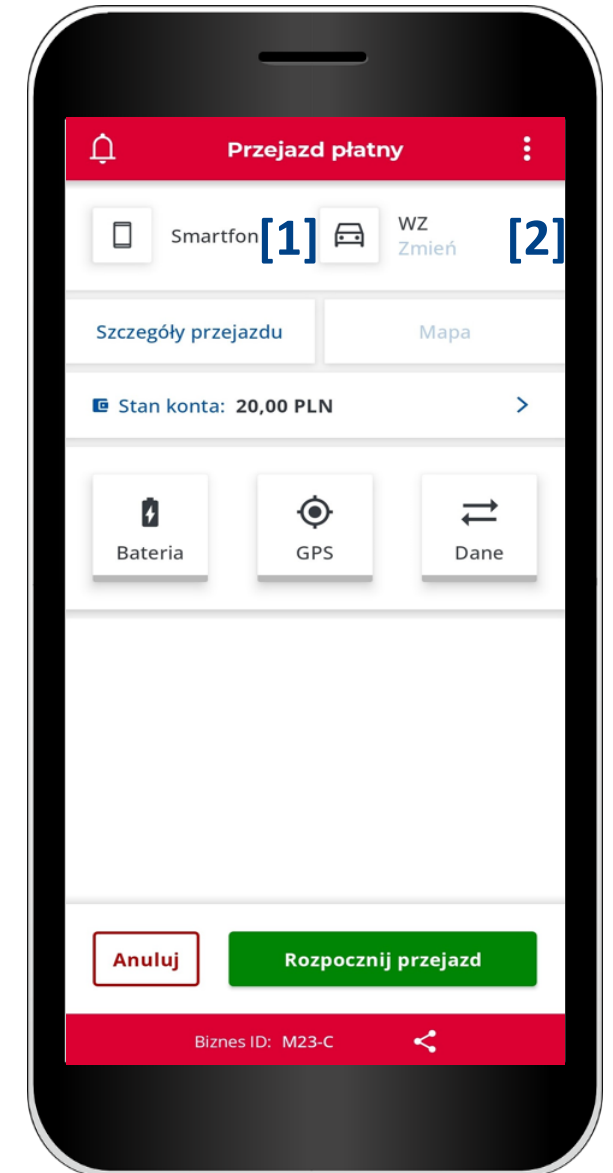 Przejazd płatny
Smartfon [1] WZ [2]
Zmień
Szczegóły przejazdu Mapa
Stan konta: 20,00 PLN
Bateria GPS Dane
Anuluj Rozpocznij przejazd
Biznes ID: M23-C